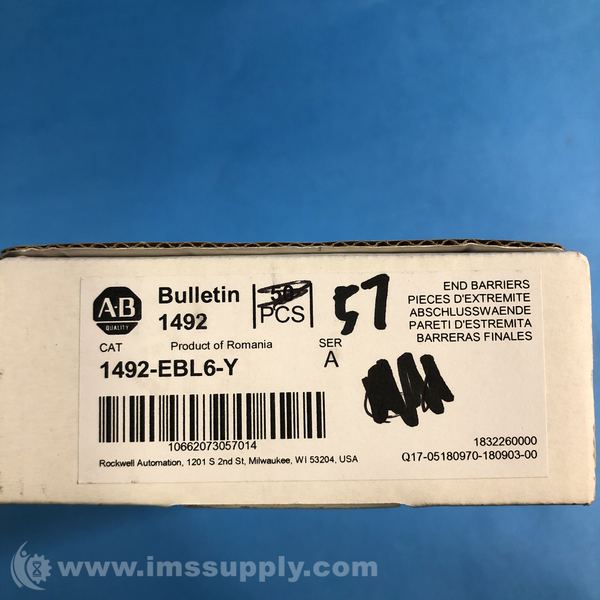 A-B
QUALITY
Bulletin
1492
50
PCS
57
END BARRIERS
PIECES D'EXTREMITE
ABSCHLUSSWAENDE
PARETI D'ESTREMITA
BARRERAS FINALES
CAT
Product of Romania
SER
A
1492-EBL6-Y
10662073057014
Rockwell Automation, 1201 S 2nd St, Milwaukee, WI 53204, USA
1832260000
Q17-05180970-180903-00
www.imssupply.com